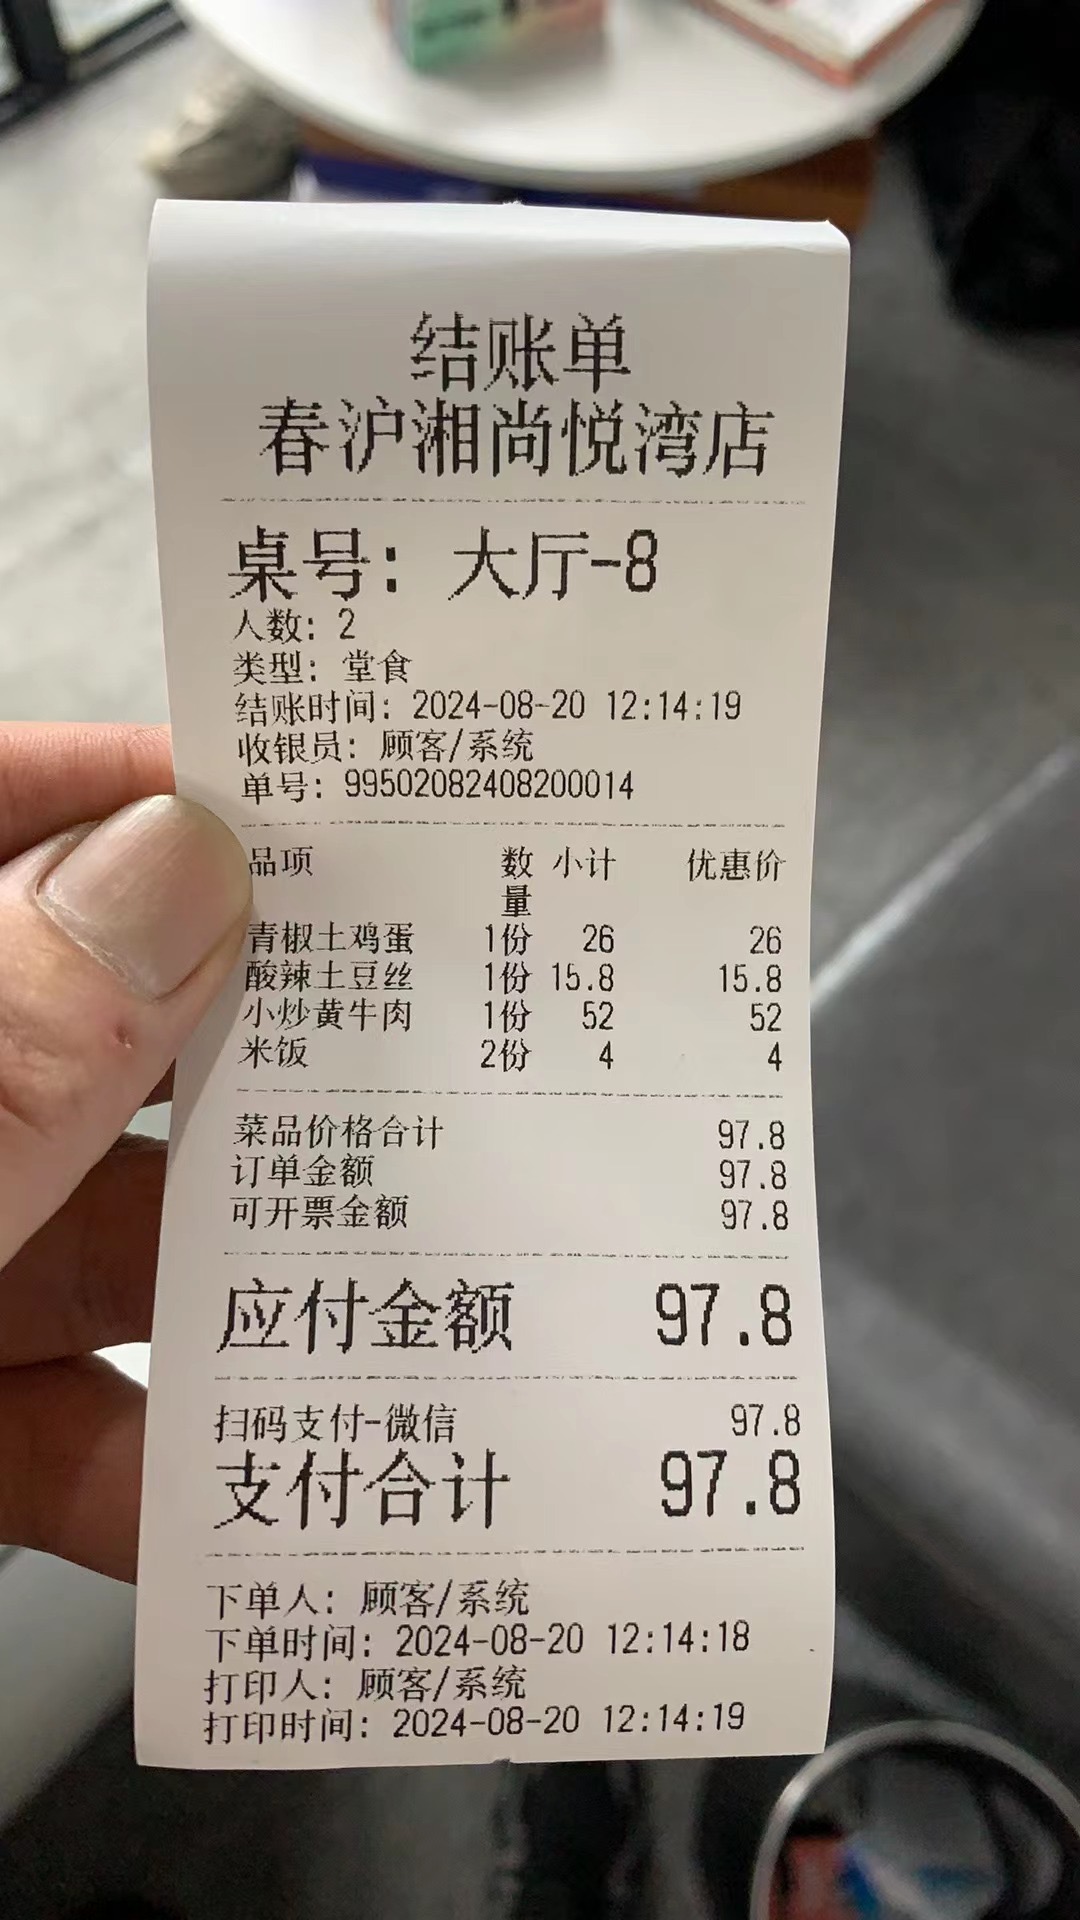 结账单
春沪湘尚悦湾店
桌号：大厅-8
人数：2
类型：堂食
结账时间：2024-08-20 12:14:19
收银员：顾客/系统
单号：99502082408200014
品项 数量 小计 优惠价
青椒土鸡蛋 1份 26 26
酸辣土豆丝 1份 15.8 15.8
小炒黄牛肉 1份 52 52
米饭 2份 4 4
菜品价格合计 97.8
订单金额 97.8
可开票金额 97.8
应付金额 97.8
扫码支付-微信 97.8
支付合计 97.8
下单人：顾客/系统
下单时间：2024-08-20 12:14:18
打印人：顾客/系统
打印时间：2024-08-20 12:14:19